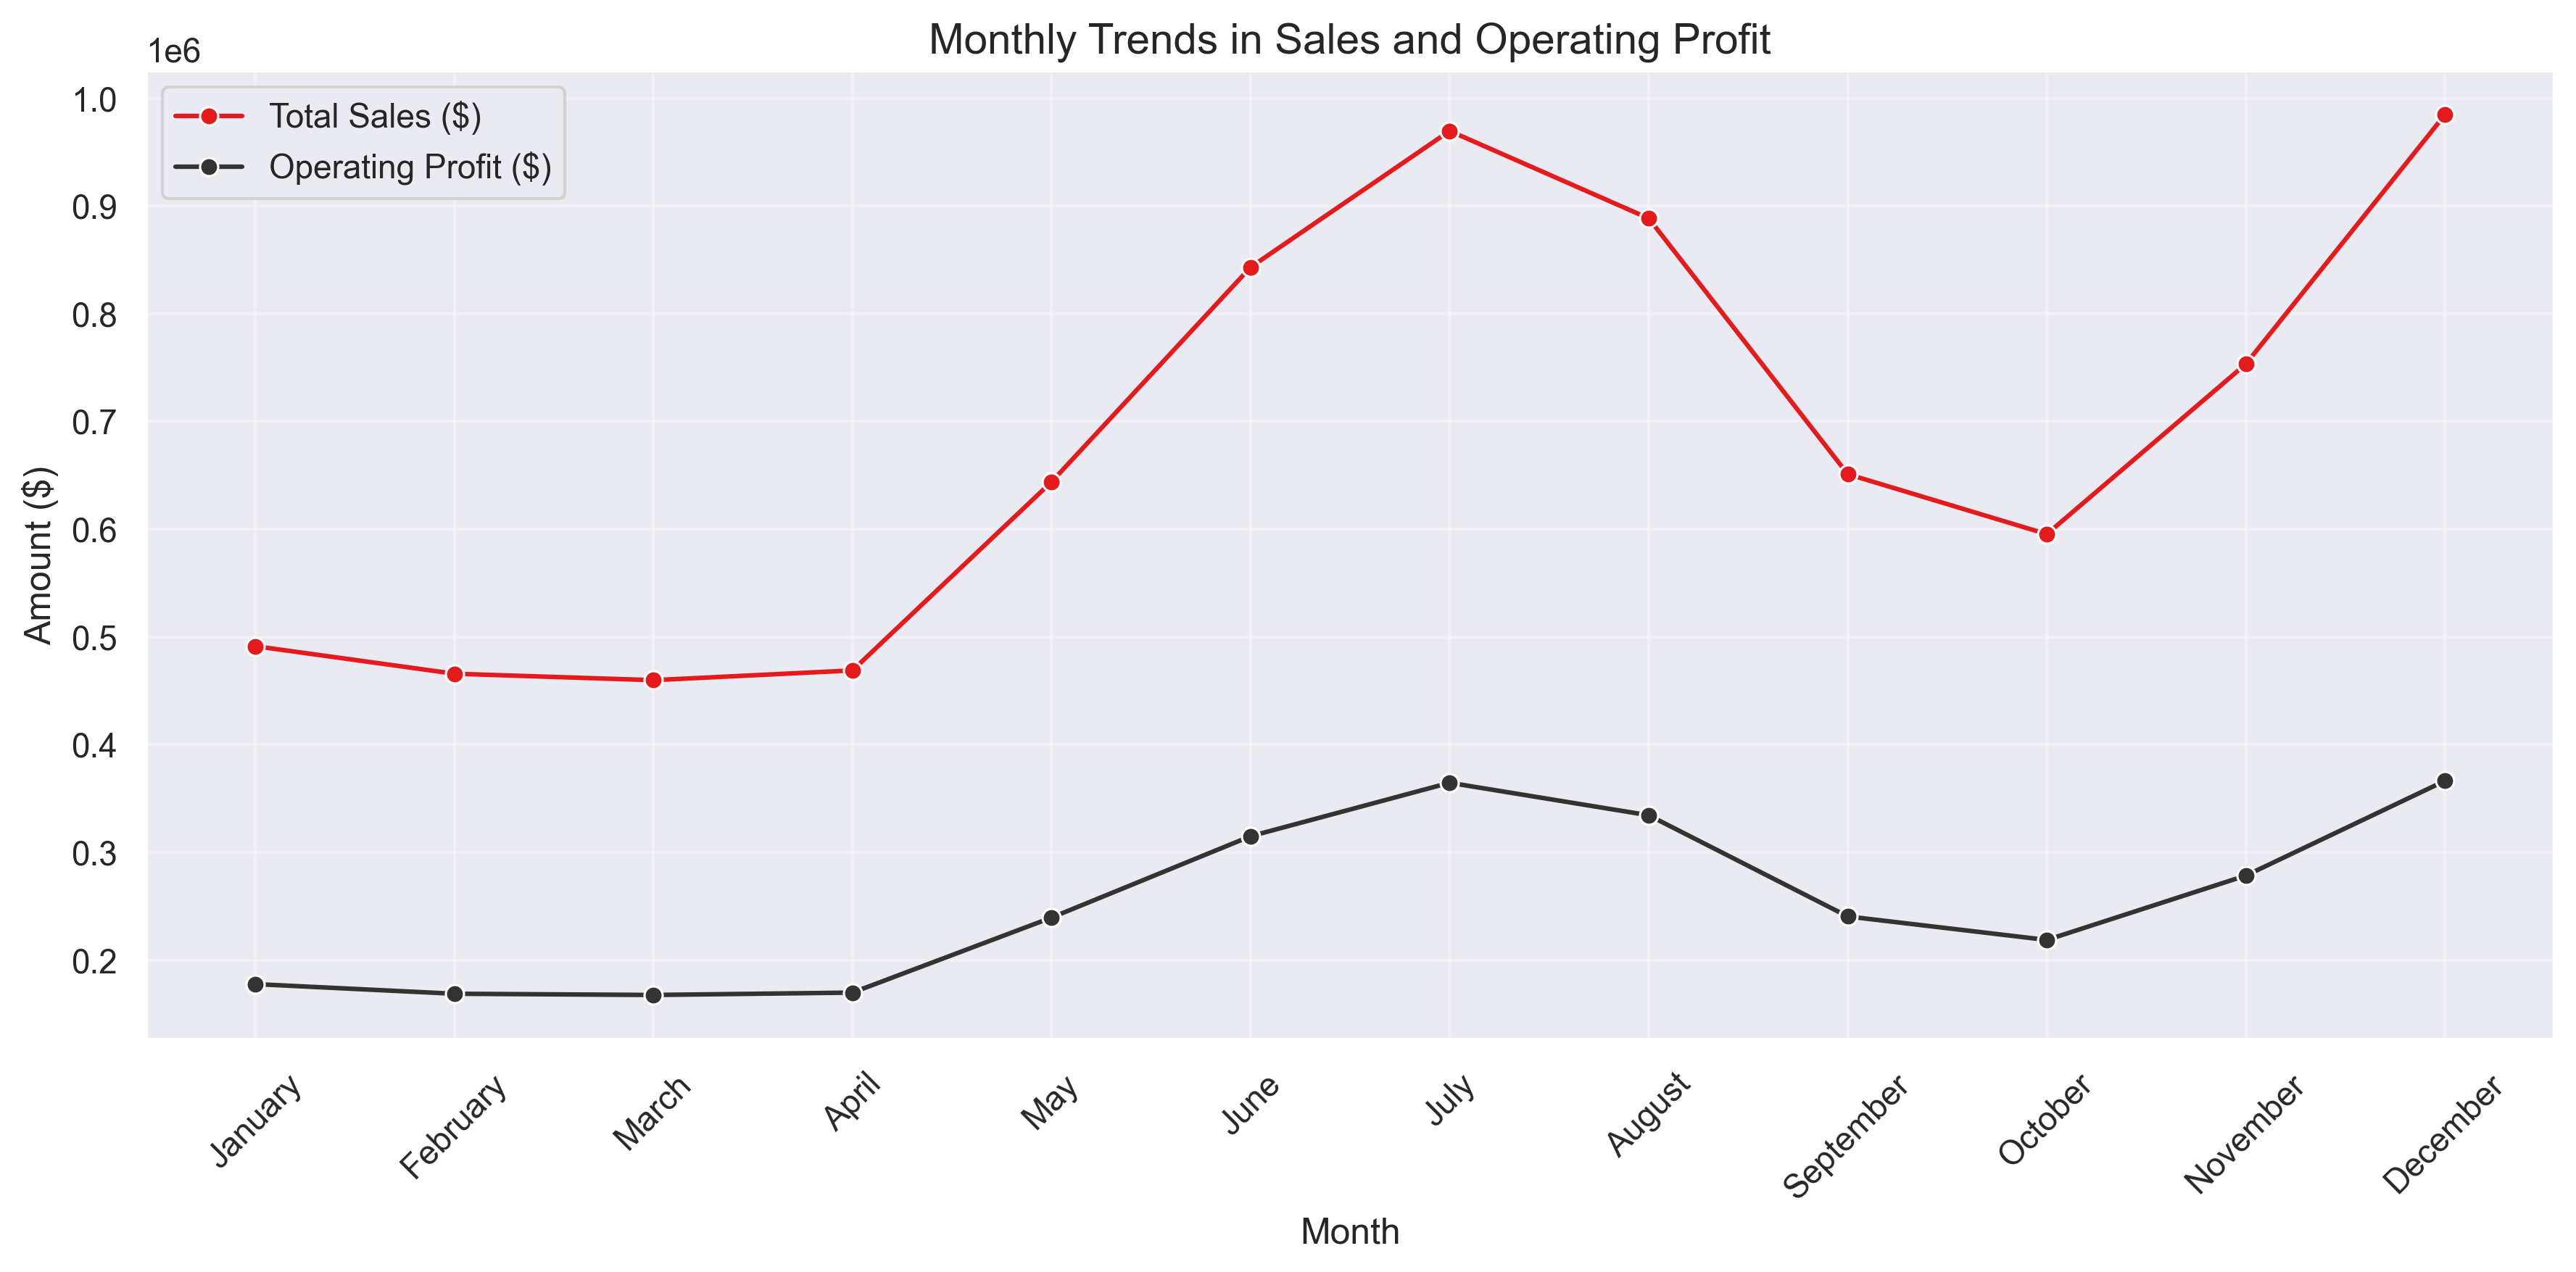 Monthly Trends in Sales and Operating Profit
1e6
Total Sales ($)
Operating Profit ($)
1.0
0.9
0.8
0.7
0.6
0.5
0.4
0.3
0.2
Amount ($)
January
February
March
April
May
June
July
August
September
October
November
December
Month